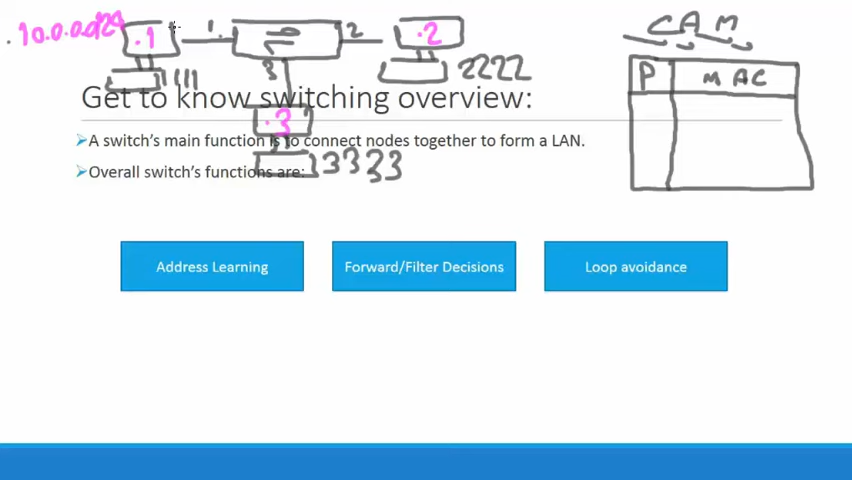 10.0.0.0/24 .1 1. 2 .2 CAM
1111 3 2222 P MAC
Get to know switching overview:
.3
➢A switch's main function is to connect nodes together to form a LAN.
3333
➢Overall switch's functions are:
Address Learning Forward/Filter Decisions Loop avoidance